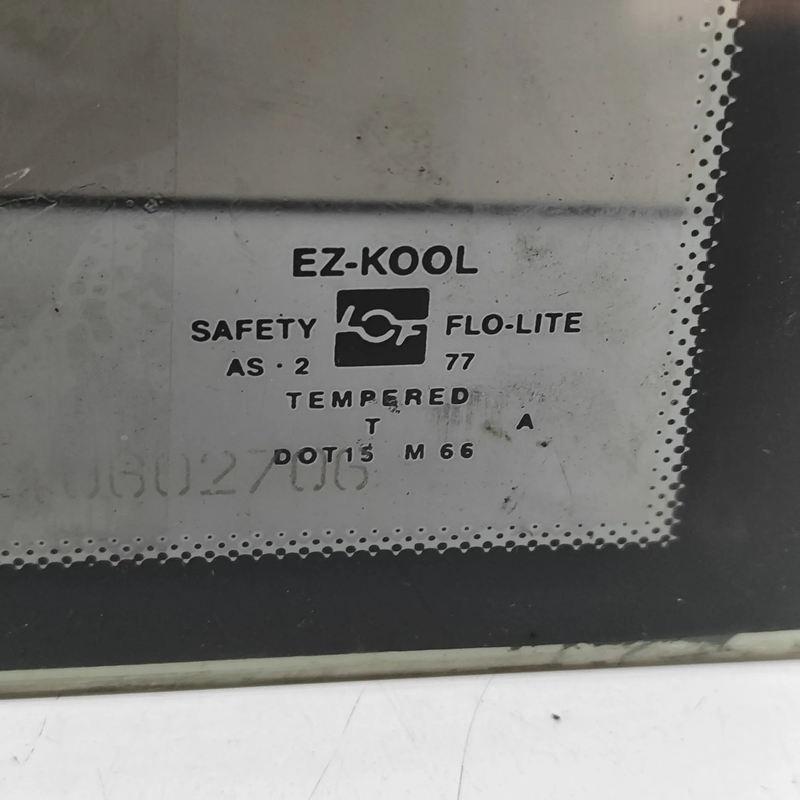 EZ-KOOL
SAFETY LOF FLO-LITE
AS · 2 77
TEMPERED
T A
DOT15 M 66